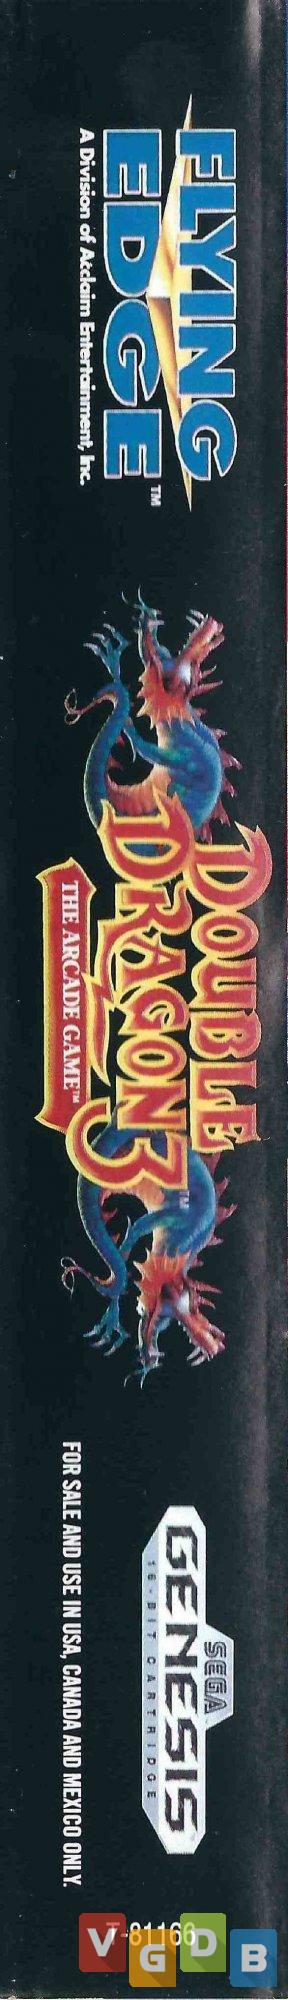 FLYING
EDGE™
A Division of Acclaim Entertainment, Inc.
DOUBLE
DRAGON 3™
THE ARCADE GAME™
SEGA
GENESIS
16-BIT CARTRIDGE
FOR SALE AND USE IN USA, CANADA AND MEXICO ONLY.
T-81166
VGDB